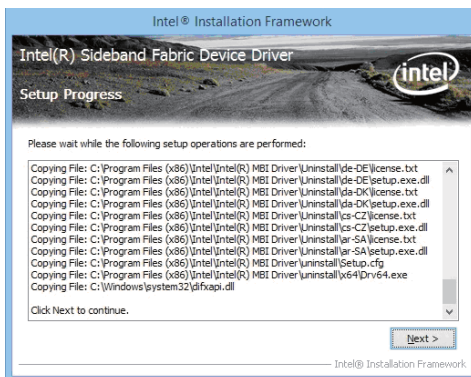 Intel® Installation Framework
Intel(R) Sideband Fabric Device Driver
intel
Setup Progress
Please wait while the following setup operations are performed:
Copying File: C:\Program Files (x86)\Intel\Intel(R) MBI Driver\Uninstall\de-DE\license.txt
Copying File: C:\Program Files (x86)\Intel\Intel(R) MBI Driver\Uninstall\de-DE\setup.exe.dll
Copying File: C:\Program Files (x86)\Intel\Intel(R) MBI Driver\Uninstall\da-DK\license.txt
Copying File: C:\Program Files (x86)\Intel\Intel(R) MBI Driver\Uninstall\da-DK\setup.exe.dll
Copying File: C:\Program Files (x86)\Intel\Intel(R) MBI Driver\Uninstall\cs-CZ\license.txt
Copying File: C:\Program Files (x86)\Intel\Intel(R) MBI Driver\Uninstall\cs-CZ\setup.exe.dll
Copying File: C:\Program Files (x86)\Intel\Intel(R) MBI Driver\Uninstall\ar-SA\license.txt
Copying File: C:\Program Files (x86)\Intel\Intel(R) MBI Driver\Uninstall\ar-SA\setup.exe.dll
Copying File: C:\Program Files (x86)\Intel\Intel(R) MBI Driver\uninstall\Setup.cfg
Copying File: C:\Program Files (x86)\Intel\Intel(R) MBI Driver\uninstall\x64\Drv64.exe
Copying File: C:\Windows\system32\difxapi.dll
Click Next to continue.
Next >
Intel® Installation Framework